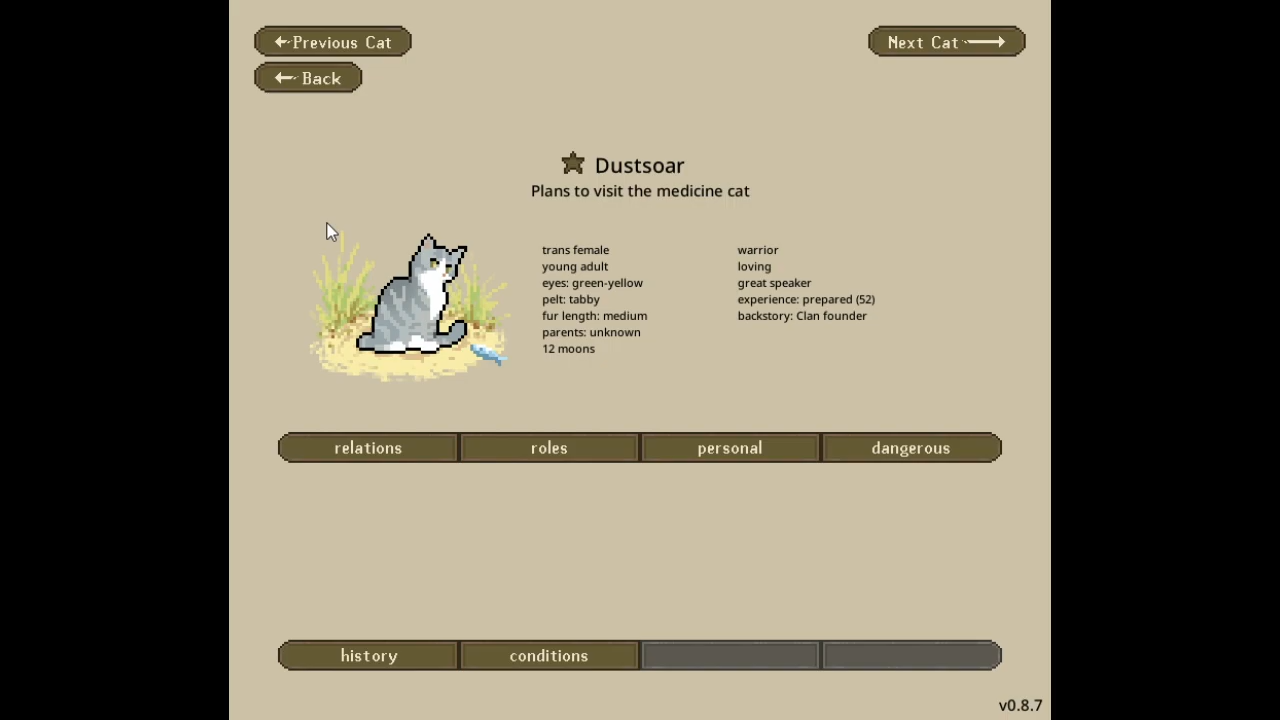 Previous Cat
Next Cat
Back
Dustsoar
Plans to visit the medicine cat
trans female
young adult
eyes: green-yellow
pelt: tabby
fur length: medium
parents: unknown
12 moons
warrior
loving
great speaker
experience: prepared (52)
backstory: Clan founder
relations
roles
personal
dangerous
history
conditions
v0.8.7